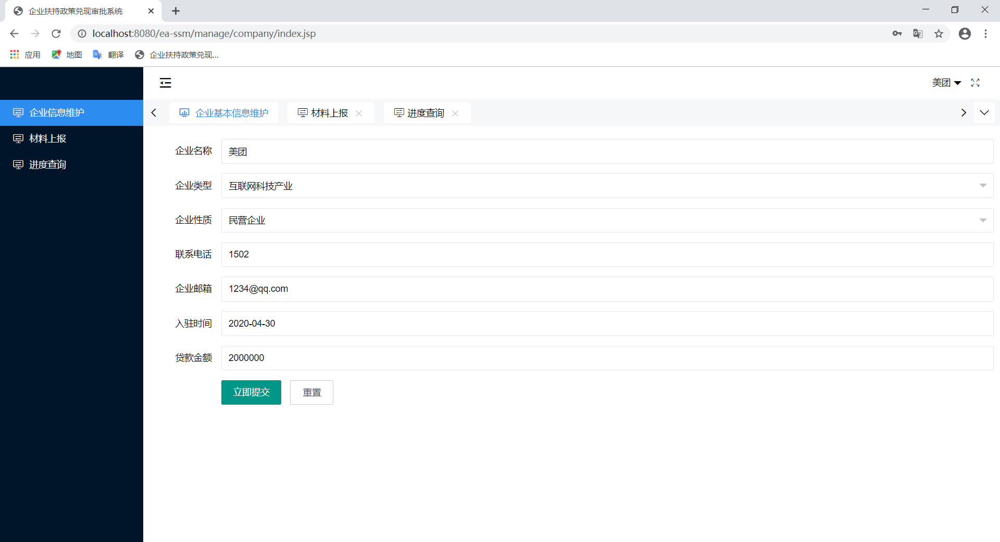 企业扶持政策兑现审批系统
localhost:8080/ea-ssm/manage/company/index.jsp
应用 地图 翻译 企业扶持政策兑现...
美团
企业信息维护
材料上报
进度查询
企业基本信息维护 材料上报 进度查询
企业名称 美团
企业类型 互联网科技产业
企业性质 民营企业
联系电话 1502
企业邮箱 1234@qq.com
入驻时间 2020-04-30
贷款金额 2000000
立即提交 重置